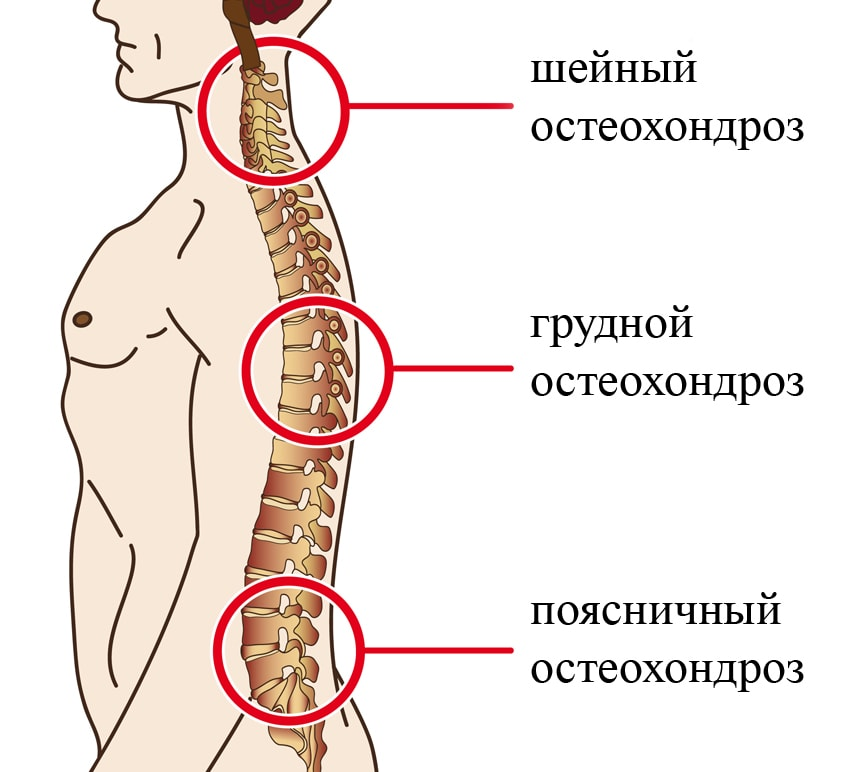 шейный
остеохондроз
грудной
остеохондроз
поясничный
остеохондроз